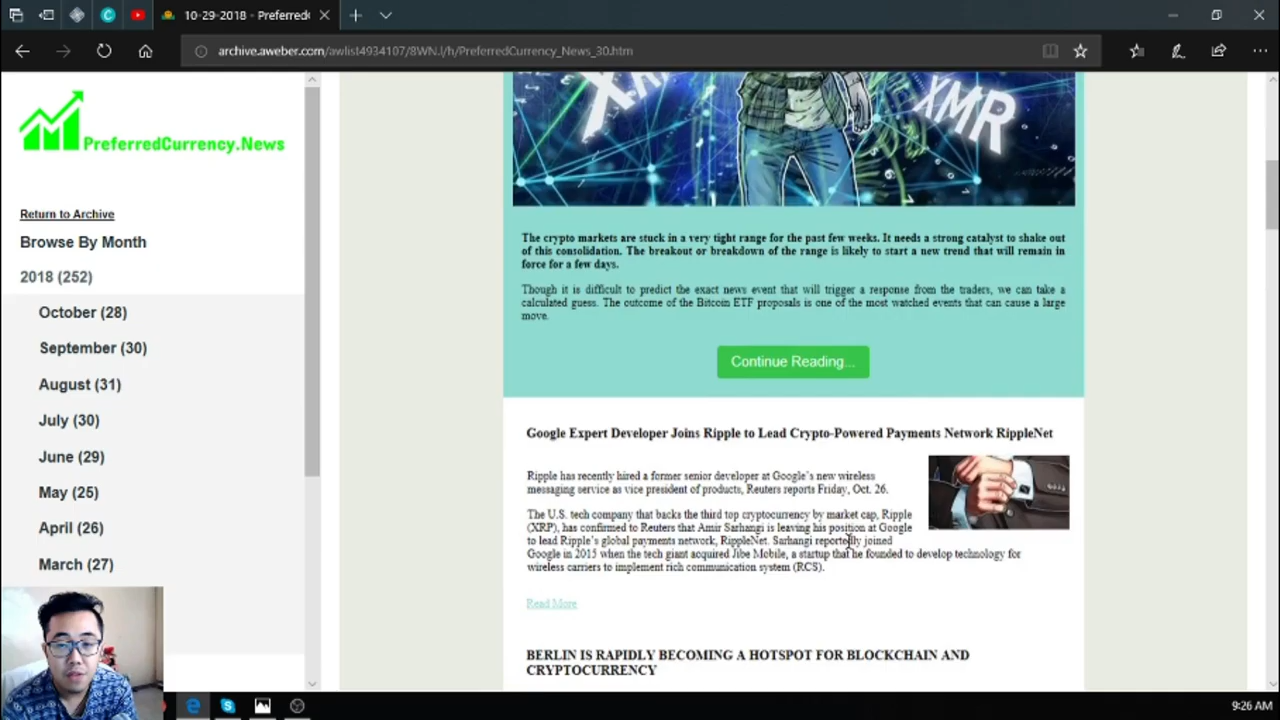 10-29-2018 - Preferred
archive.aweber.com/awlist4934107/8WN.l/h/PreferredCurrency_News_30.htm
PreferredCurrency.News
Return to Archive
Browse By Month
2018 (252)
October (28)
September (30)
August (31)
July (30)
June (29)
May (25)
April (26)
March (27)
XMR
The crypto markets are stuck in a very tight range for the past few weeks. It needs a strong catalyst to shake out
of this consolidation. The breakout or breakdown of the range is likely to start a new trend that will remain in
force for a few days.
Though it is difficult to predict the exact news event that will trigger a response from the traders, we can take a
calculated guess. The outcome of the Bitcoin ETF proposals is one of the most watched events that can cause a large
move.
Continue Reading...
Google Expert Developer Joins Ripple to Lead Crypto-Powered Payments Network RippleNet
Ripple has recently hired a former senior developer at Google's new wireless
messaging service as vice president of products, Reuters reports Friday, Oct. 26.
The U.S. tech company that backs the third top cryptocurrency by market cap, Ripple
(XRP), has confirmed to Reuters that Amir Sarhangi is leaving his position at Google
to lead Ripple's global payments network, RippleNet. Sarhangi reportedly joined
Google in 2015 when the tech giant acquired Jibe Mobile, a startup that he founded to develop technology for
wireless carriers to implement rich communication system (RCS).
Read More
BERLIN IS RAPIDLY BECOMING A HOTSPOT FOR BLOCKCHAIN AND
CRYPTOCURRENCY
9:26 AM